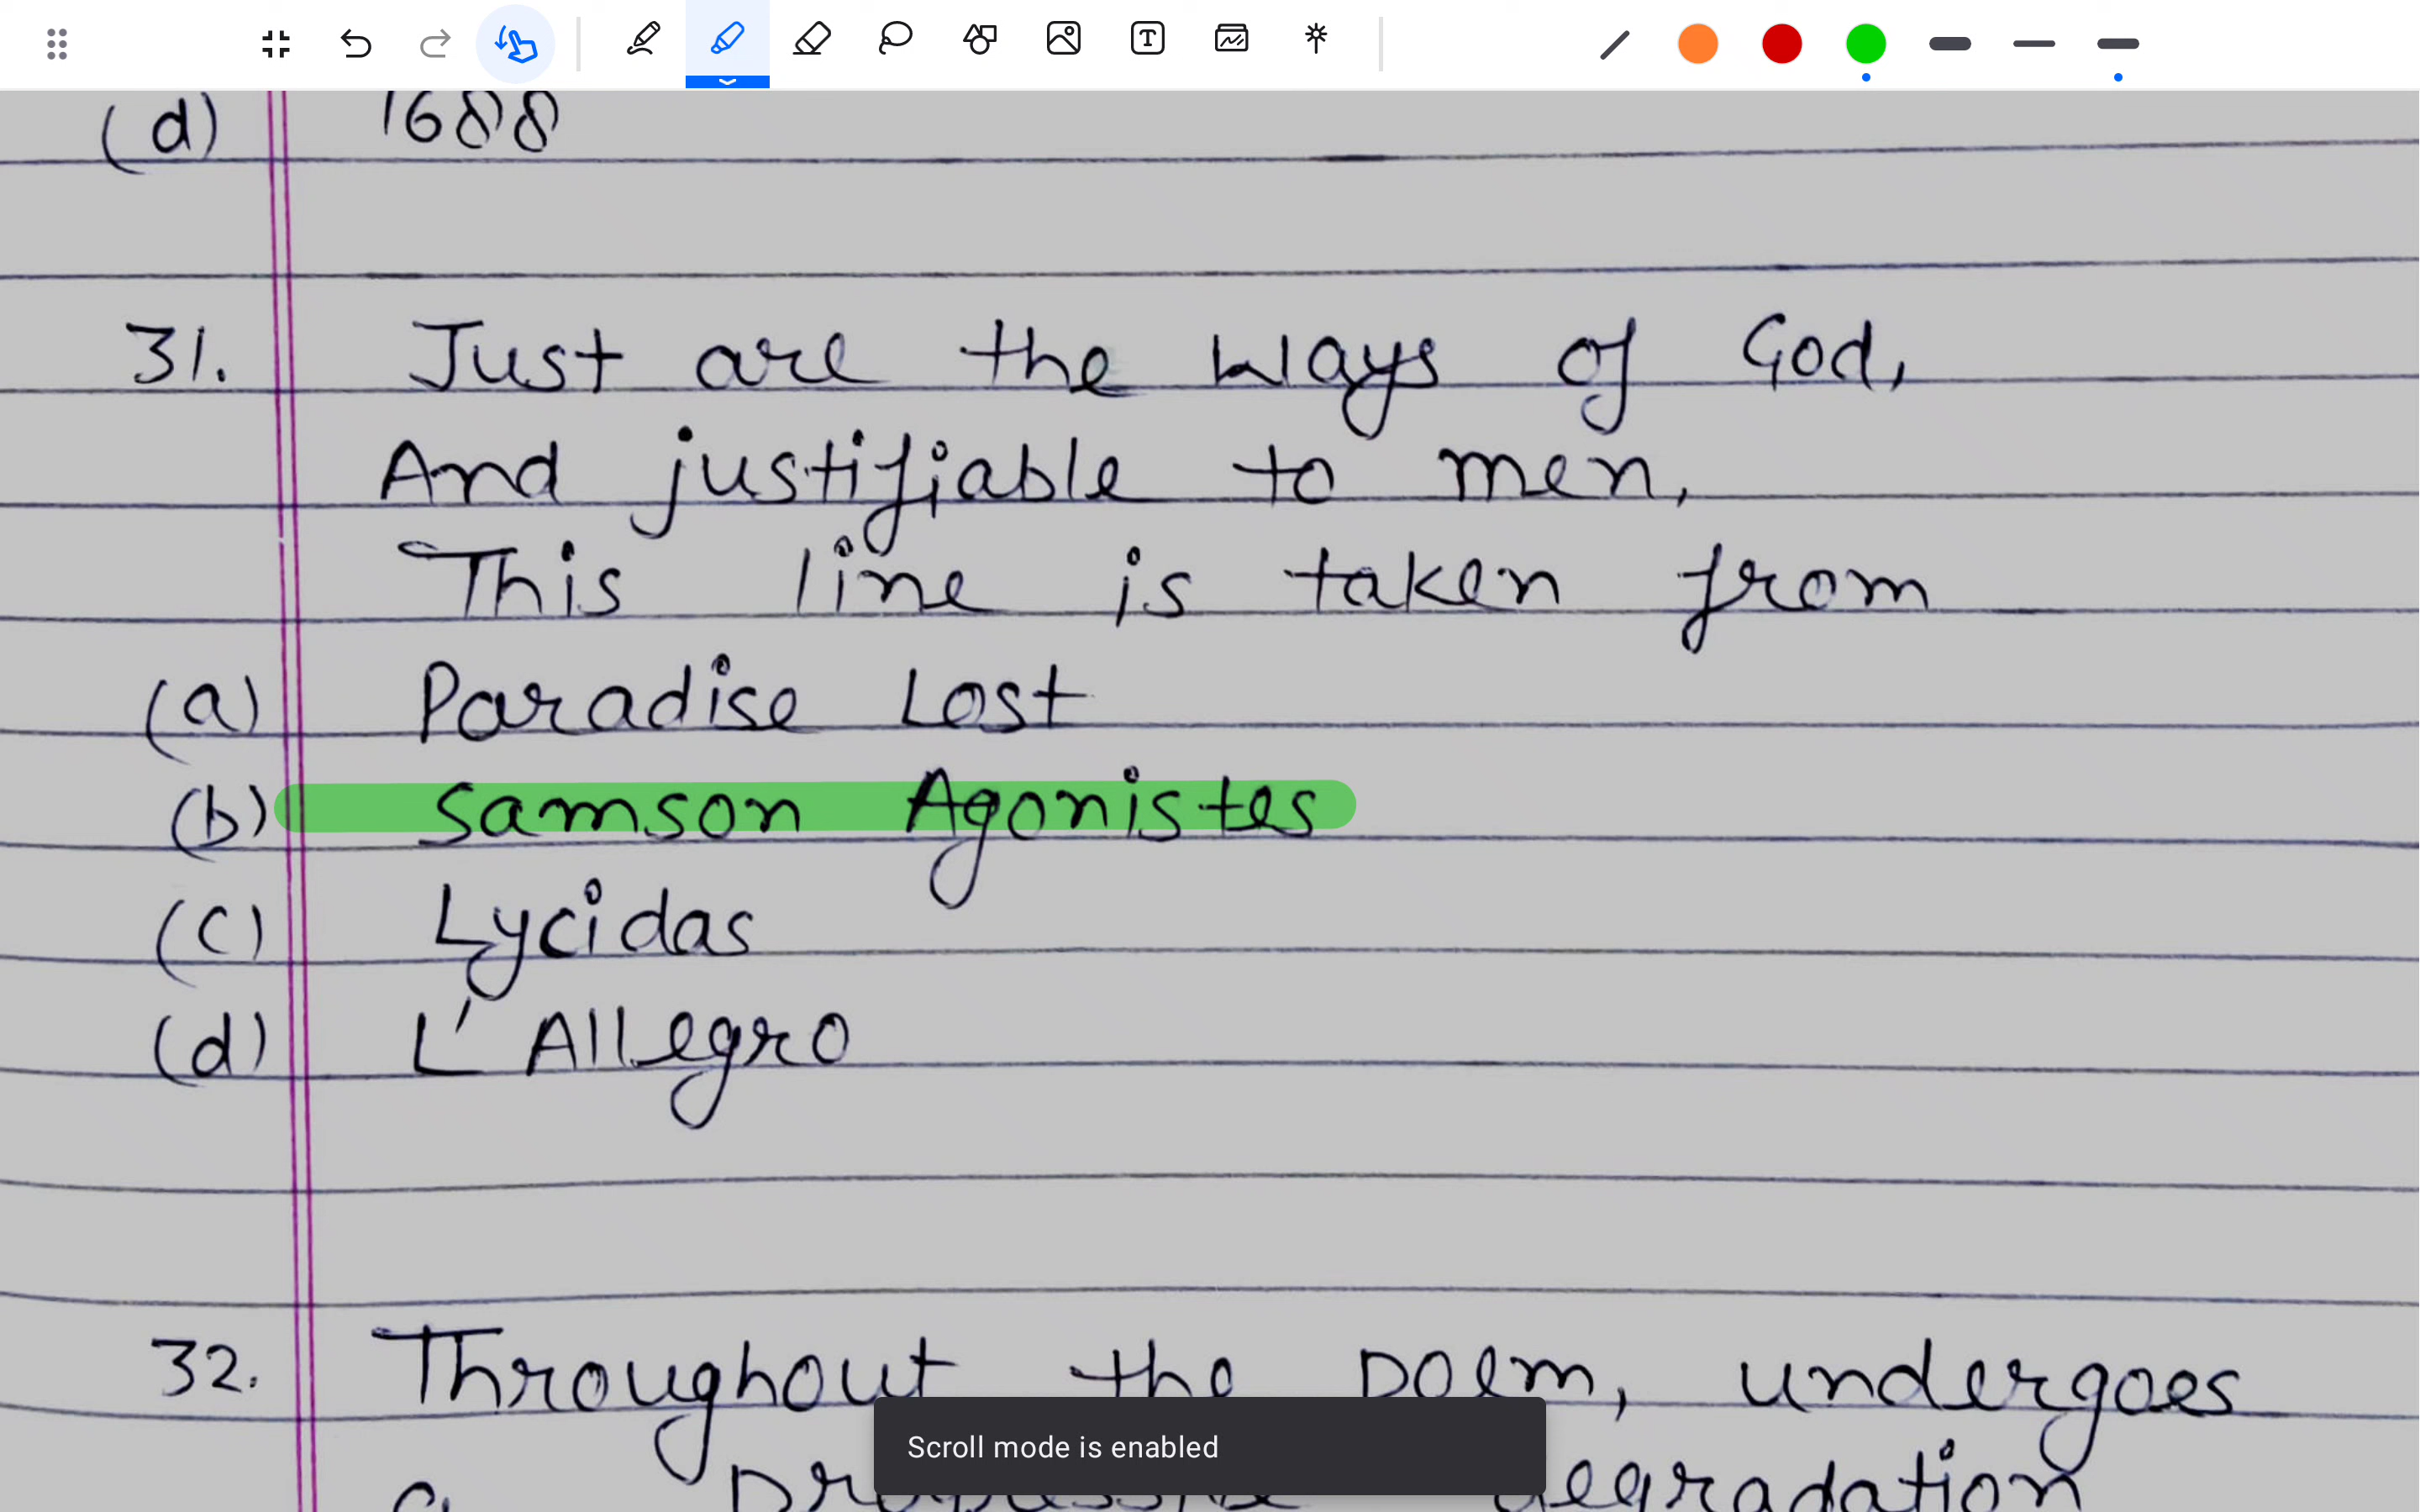 (d) 1688
31. Just are the ways of God,
And justifiable to men,
This line is taken from
(a) Paradise Lost
(b) Samson Agonistes
(c) Lycidas
(d) L'Allegro
32. Throughout the poem, undergoes
Scroll mode is enabled
degradation